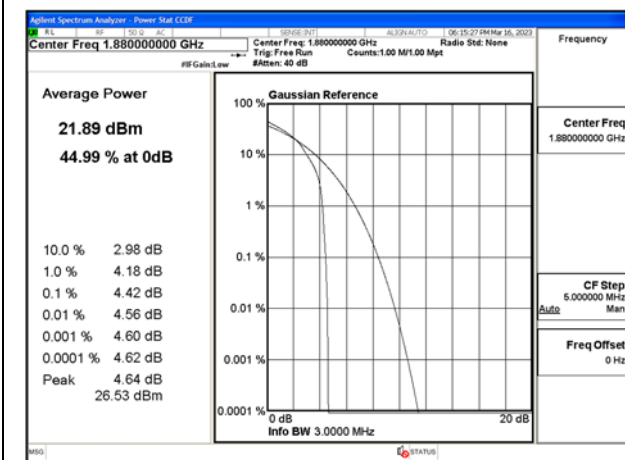 Agilent Spectrum Analyzer - Power Stat CCDF
RL RF 50 Ω AC SENSE:INT ALIGN AUTO 06:15:27 PM Mar 16, 2023
Center Freq 1.880000000 GHz
Center Freq: 1.880000000 GHz Radio Std: None
Trig: Free Run Counts:1.00 M/1.00 Mpt
#IFGain:Low #Atten: 40 dB
Frequency
Average Power
21.89 dBm
44.99 % at 0dB
10.0 % 2.98 dB
1.0 % 4.18 dB
0.1 % 4.42 dB
0.01 % 4.56 dB
0.001 % 4.60 dB
0.0001 % 4.62 dB
Peak 4.64 dB
26.53 dBm
Gaussian Reference
100 %
10 %
1 %
0.1 %
0.01 %
0.001 %
0.0001 %
0 dB 20 dB
Info BW 3.0000 MHz
Center Freq
1.880000000 GHz
CF Step
5.000000 MHz
Auto Man
Freq Offset
0 Hz
MSG STATUS